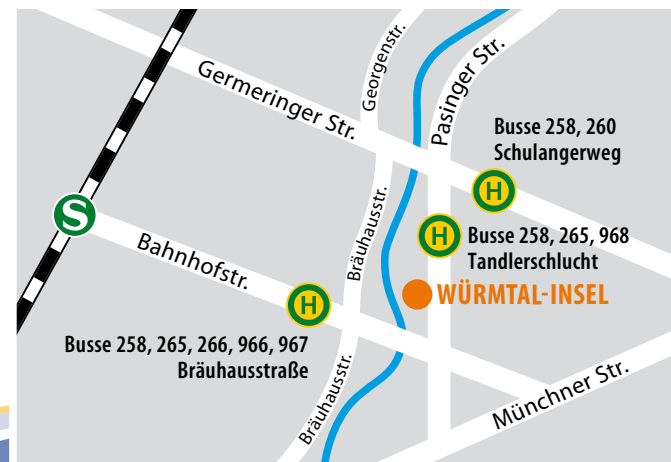 Georgenstr.
Pasinger Str.
Germeringer Str.
Busse 258, 260
Schulangerweg
H
S
Bräuhausstr.
H
Busse 258, 265, 968
Tandlerschlucht
Bahnhofstr.
H
WÜRMTAL-INSEL
Busse 258, 265, 266, 966, 967
Bräuhausstraße
Bräuhausstr.
Münchner Str.